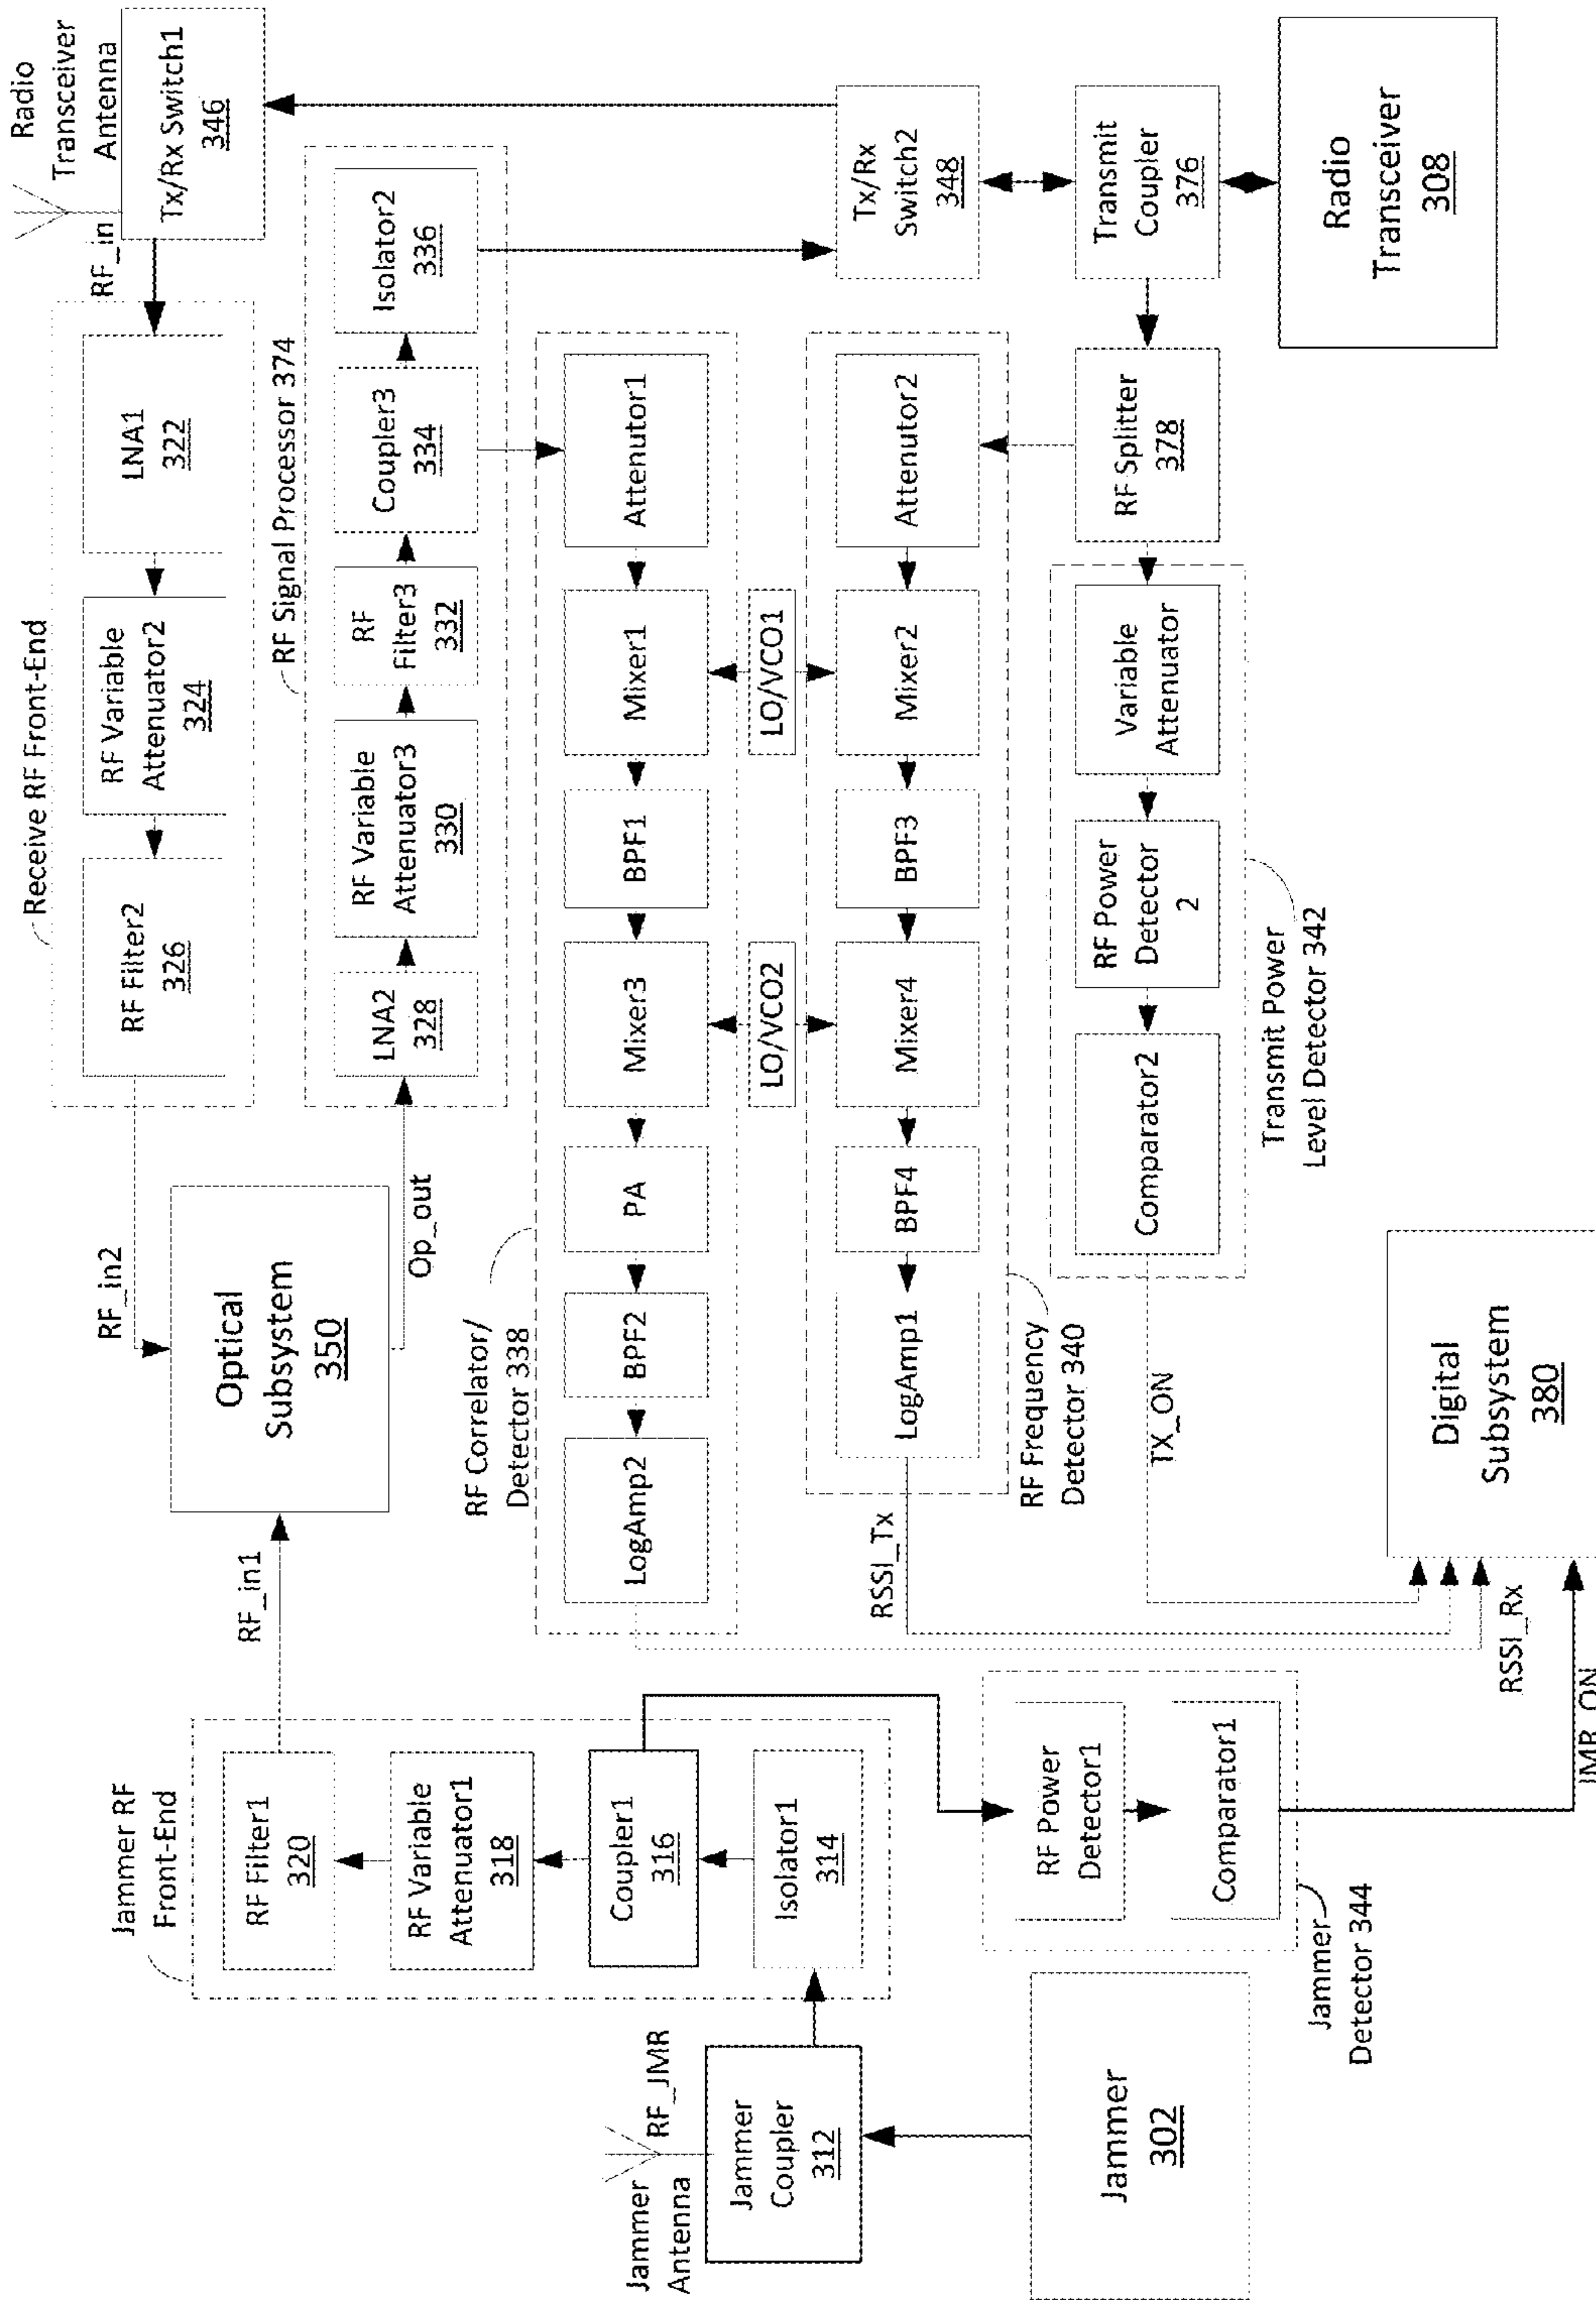 Radio
Transceiver
Antenna
RF_in
Tx/Rx Switch1
346
Receive RF Front-End
LNA1
322
RF Variable
Attenuator2
324
RF Filter2
326
RF_in2
Optical
Subsystem
350
Op_out
RF_in1
RF Signal Processor 374
LNA2
328
RF Variable
Attenuator3
330
RF
Filter3
332
Coupler3
334
Isolator2
336
Tx/Rx
Switch2
348
Transmit
Coupler
376
Radio
Transceiver
308
RF Splitter
378
RF Correlator/
Detector 338
Attenutor1
Mixer1
BPF1
Mixer3
PA
BPF2
LogAmp2
LO/VCO1
LO/VCO2
RF Frequency
Detector 340
Attenutor2
Mixer2
BPF3
Mixer4
BPF4
LogAmp1
Transmit Power
Level Detector 342
Variable
Attenuator
RF Power
Detector
2
Comparator2
TX_ON
RSSI_Tx
RSSI_Rx
JMR_ON
Digital
Subsystem
380
Jammer RF
Front-End
RF Filter1
320
RF Variable
Attenuator1
318
Coupler1
316
Isolator1
314
RF Power
Detector1
Comparator1
Jammer
Detector 344
Jammer
Antenna
RF_JMR
Jammer
Coupler
312
Jammer
302